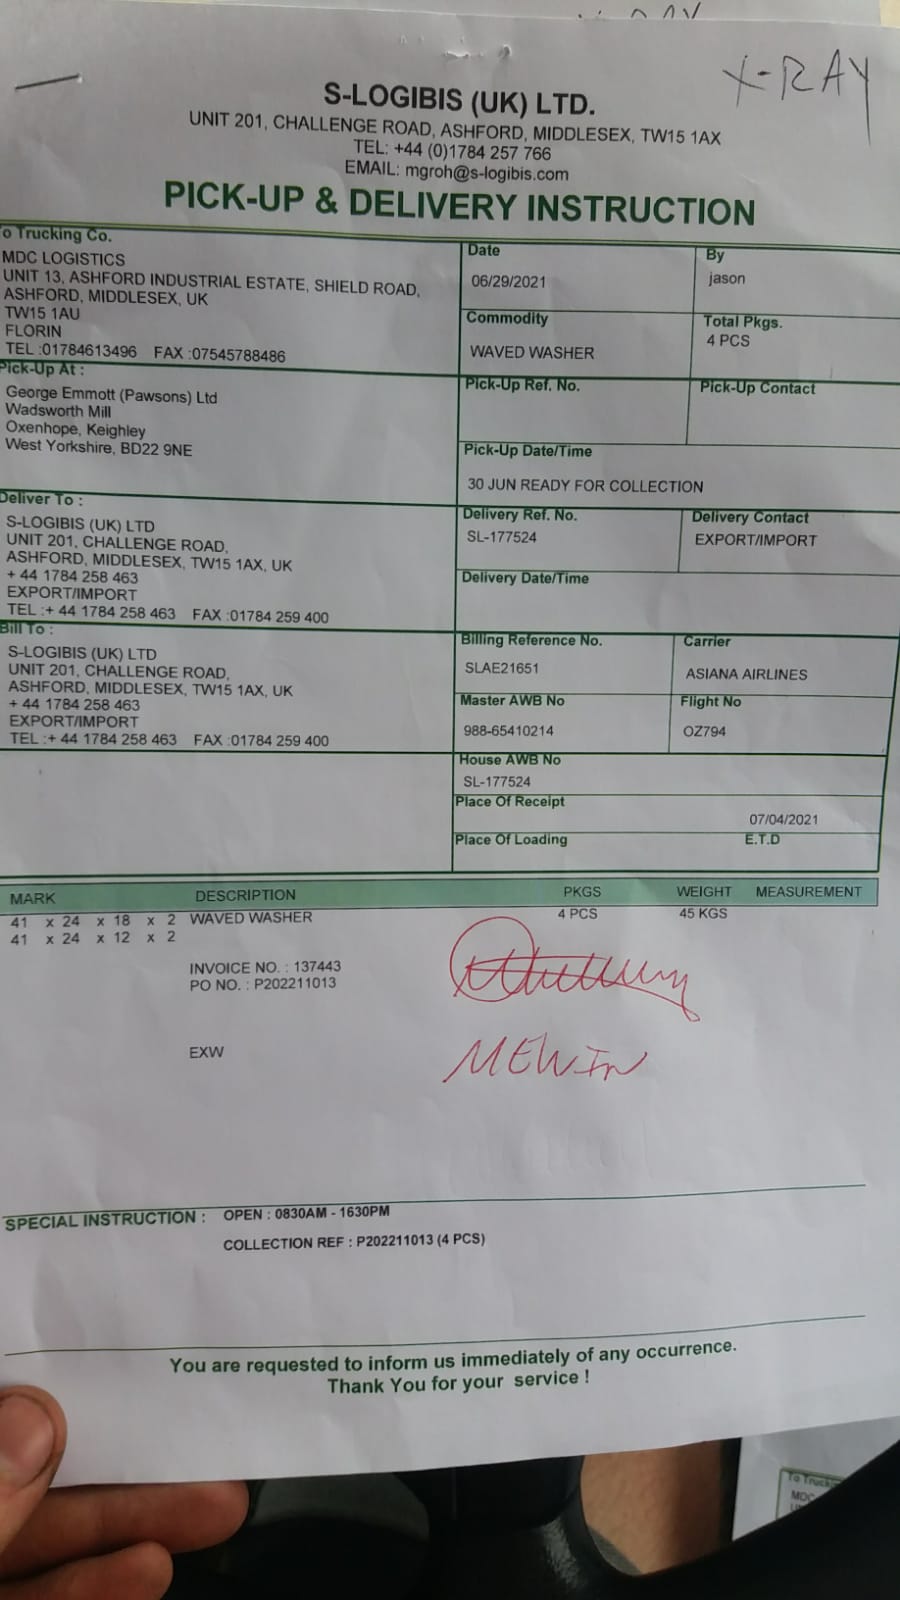 X-RAY
S-LOGIBIS (UK) LTD.
UNIT 201, CHALLENGE ROAD, ASHFORD, MIDDLESEX, TW15 1AX
TEL: +44 (0)1784 257 766
EMAIL: mgroh@s-logibis.com
PICK-UP & DELIVERY INSTRUCTION
o Trucking Co.
MDC LOGISTICS
UNIT 13, ASHFORD INDUSTRIAL ESTATE, SHIELD ROAD,
ASHFORD, MIDDLESEX, UK
TW15 1AU
FLORIN
TEL :01784613496 FAX :07545788486
Date
06/29/2021
By
jason
Commodity
WAVED WASHER
Total Pkgs.
4 PCS
Pick-Up At :
George Emmott (Pawsons) Ltd
Wadsworth Mill
Oxenhope, Keighley
West Yorkshire, BD22 9NE
Pick-Up Ref. No.
Pick-Up Contact
Pick-Up Date/Time
30 JUN READY FOR COLLECTION
Deliver To :
S-LOGIBIS (UK) LTD
UNIT 201, CHALLENGE ROAD,
ASHFORD, MIDDLESEX, TW15 1AX, UK
+ 44 1784 258 463
EXPORT/IMPORT
TEL :+ 44 1784 258 463 FAX :01784 259 400
Delivery Ref. No.
SL-177524
Delivery Contact
EXPORT/IMPORT
Delivery Date/Time
Bill To :
S-LOGIBIS (UK) LTD
UNIT 201, CHALLENGE ROAD,
ASHFORD, MIDDLESEX, TW15 1AX, UK
+ 44 1784 258 463
EXPORT/IMPORT
TEL :+ 44 1784 258 463 FAX :01784 259 400
Billing Reference No.
SLAE21651
Carrier
ASIANA AIRLINES
Master AWB No
988-65410214
Flight No
OZ794
House AWB No
SL-177524
Place Of Receipt
07/04/2021
Place Of Loading E.T.D
MARK DESCRIPTION PKGS WEIGHT MEASUREMENT
41 x 24 x 18 x 2 WAVED WASHER 4 PCS 45 KGS
41 x 24 x 12 x 2
INVOICE NO. : 137443
PO NO. : P202211013
EXW
MEWIN
SPECIAL INSTRUCTION : OPEN : 0830AM - 1630PM
COLLECTION REF : P202211013 (4 PCS)
You are requested to inform us immediately of any occurrence.
Thank You for your service !
To Truck
MDC